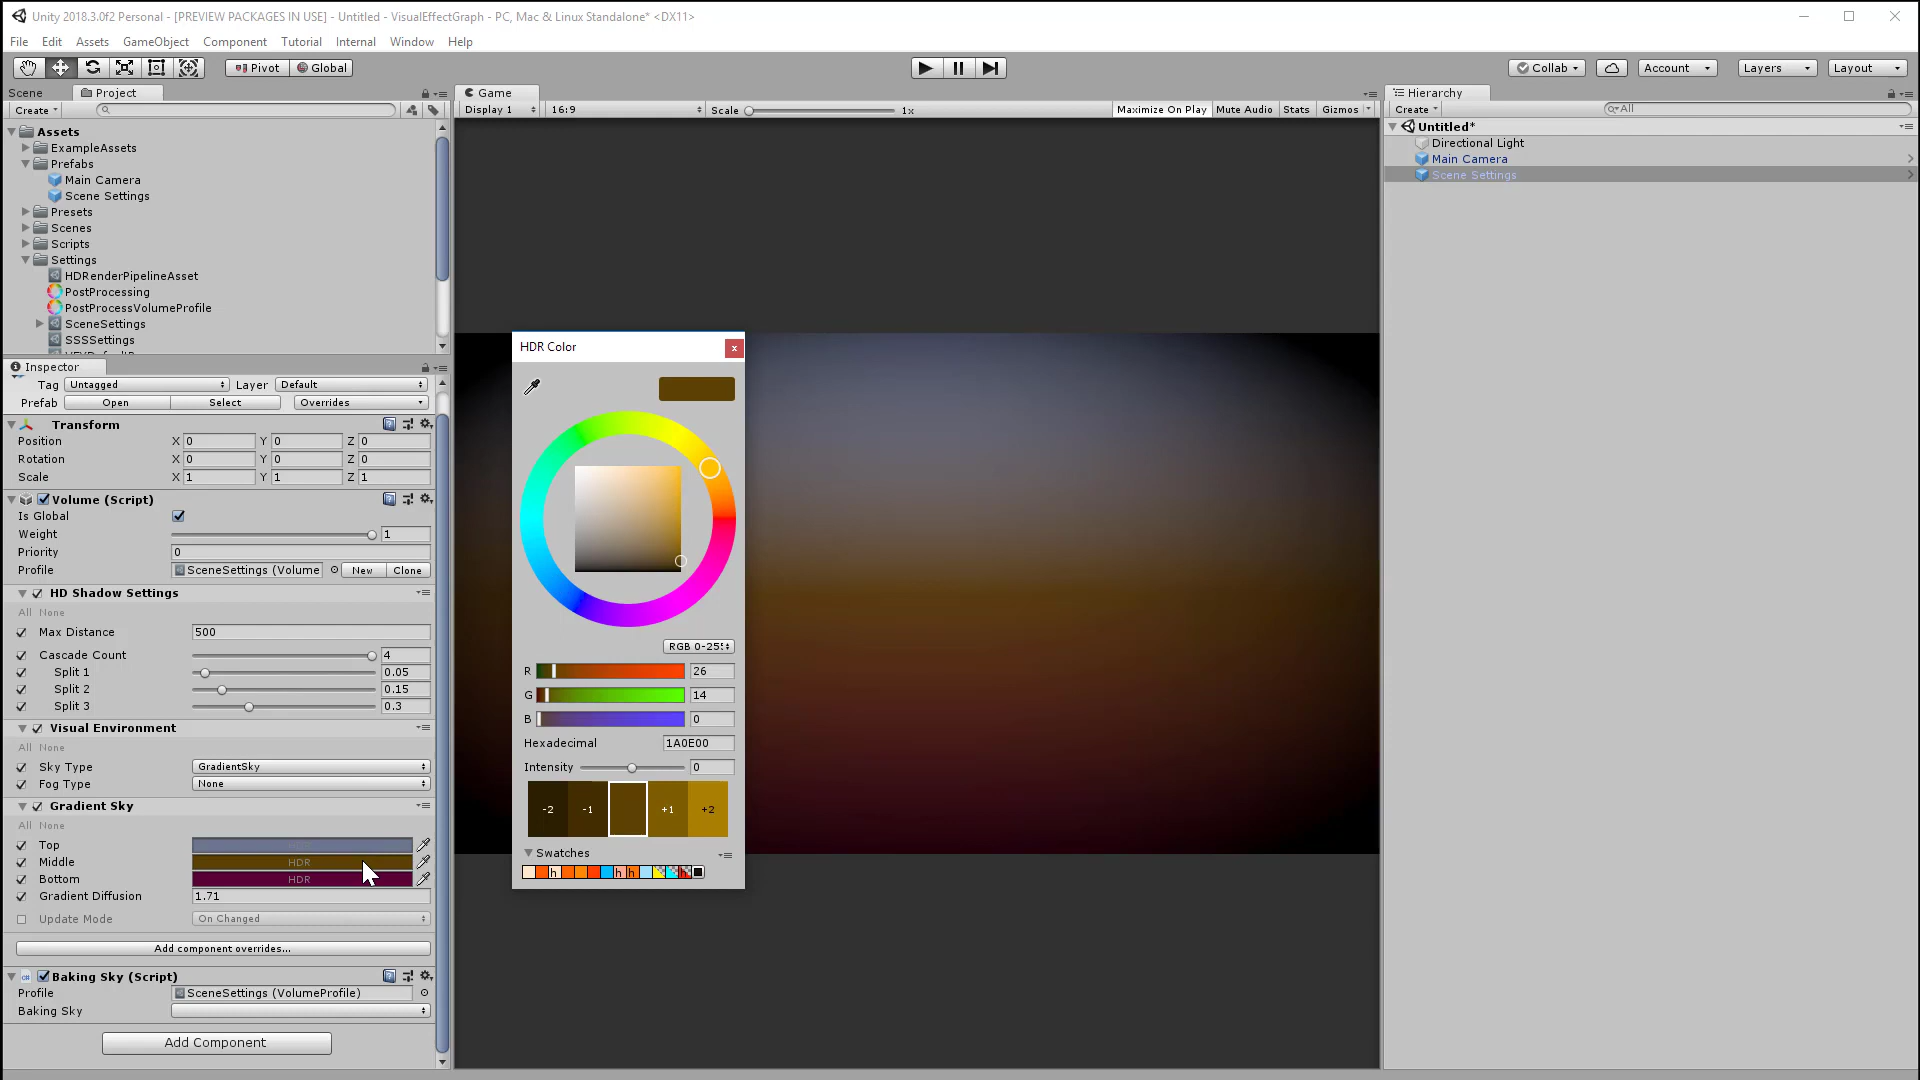 Unity 2018.3.0f2 Personal - [PREVIEW PACKAGES IN USE] - Untitled - VisualEffectGraph - PC, Mac & Linux Standalone* <DX11>
File Edit Assets GameObject Component Tutorial Internal Window Help
Pivot Global Collab Account Layers Layout
Scene Project
Create
Assets
ExampleAssets
Prefabs
Main Camera
Scene Settings
Presets
Scenes
Scripts
Settings
HDRenderPipelineAsset
PostProcessing
PostProcessVolumeProfile
SceneSettings
SSSSettings
Inspector
Tag Untagged Layer Default
Prefab Open Select Overrides
Transform
Position X 0 Y 0 Z 0
Rotation X 0 Y 0 Z 0
Scale X 1 Y 1 Z 1
Volume (Script)
Is Global
Weight 1
Priority 0
Profile SceneSettings (Volume New Clone
HD Shadow Settings
All None
Max Distance 500
Cascade Count 4
Split 1 0.05
Split 2 0.15
Split 3 0.3
Visual Environment
All None
Sky Type GradientSky
Fog Type None
Gradient Sky
All None
Top
Middle HDR
Bottom HDR
Gradient Diffusion 1.71
Update Mode On Changed
Add component overrides...
Baking Sky (Script)
Profile SceneSettings (VolumeProfile)
Baking Sky
Add Component
Game
Display 1 16:9 Scale 1x Maximize On Play Mute Audio Stats Gizmos
HDR Color
x
RGB 0-25
R 26
G 14
B 0
Hexadecimal 1A0E00
Intensity 0
-2 -1 +1 +2
Swatches
h h h
Hierarchy
Create All
Untitled*
Directional Light
Main Camera
Scene Settings